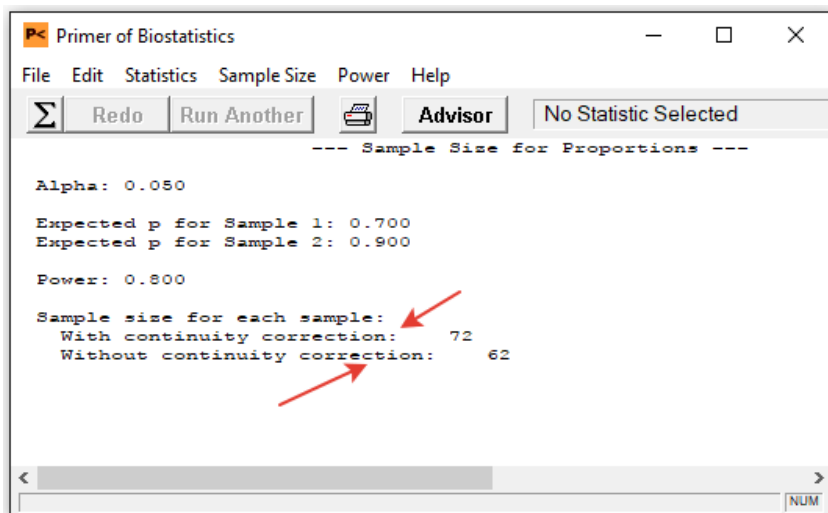 P< Primer of Biostatistics
File Edit Statistics Sample Size Power Help
Σ Redo Run Another Advisor No Statistic Selected
--- Sample Size for Proportions ---
Alpha: 0.050
Expected p for Sample 1: 0.700
Expected p for Sample 2: 0.900
Power: 0.800
Sample size for each sample:
With continuity correction: 72
Without continuity correction: 62
NUM